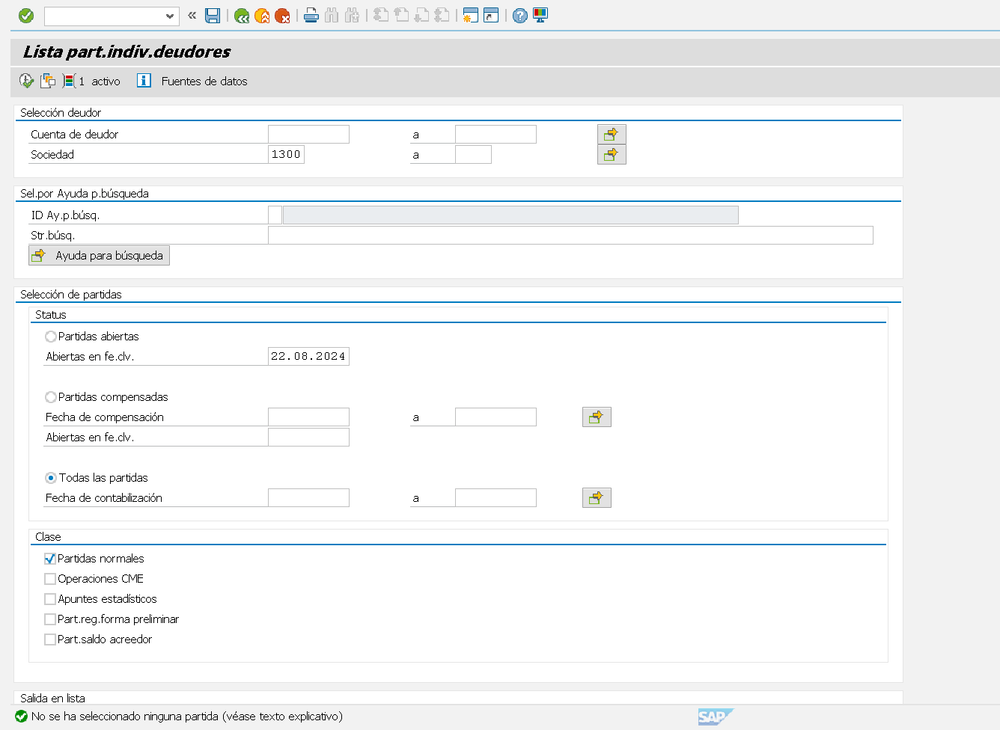 Lista part.indiv.deudores
1 activo Fuentes de datos
Selección deudor
Cuenta de deudor a
Sociedad 1300 a
Sel.por Ayuda p.búsqueda
ID Ay.p.búsq.
Str.búsq.
Ayuda para búsqueda
Selección de partidas
Status
Partidas abiertas
Abiertas en fe.clv. 22.08.2024
Partidas compensadas
Fecha de compensación a
Abiertas en fe.clv.
Todas las partidas
Fecha de contabilización a
Clase
Partidas normales
Operaciones CME
Apuntes estadísticos
Part.reg.forma preliminar
Part.saldo acreedor
Salida en lista
No se ha seleccionado ninguna partida (véase texto explicativo) SAP